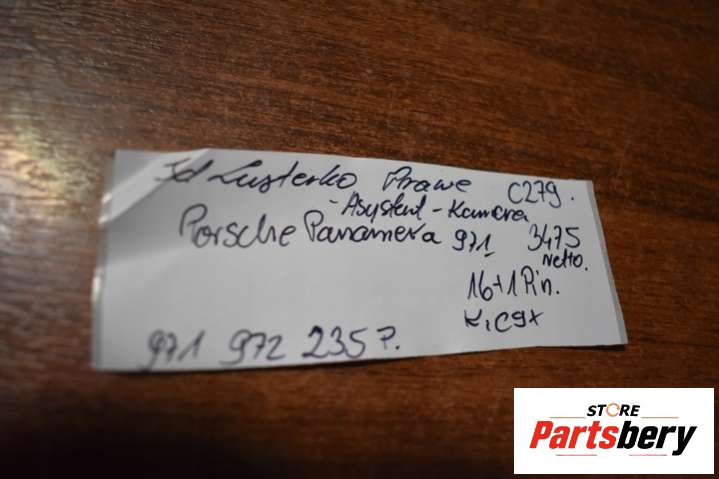 Lusterko Prawe C279.
- Asystent - Kamera
Porsche Panamera 971 3475
Netto.
16+1 Pin.
971 972 235 P.
STORE
Partsbery